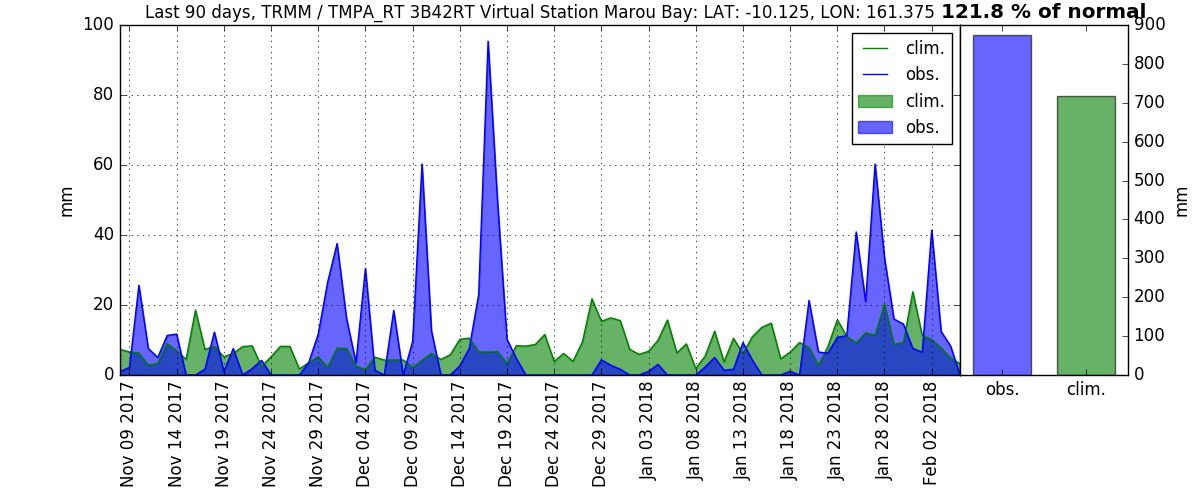 Last 90 days, TRMM / TMPA_RT 3B42RT Virtual Station Marou Bay: LAT: -10.125, LON: 161.375 121.8 % of normal
100
80
60
40
20
0
mm
clim.
obs.
clim.
obs.
900
800
700
600
500
400
300
200
100
0
mm
obs.
clim.
Nov 09 2017
Nov 14 2017
Nov 19 2017
Nov 24 2017
Nov 29 2017
Dec 04 2017
Dec 09 2017
Dec 14 2017
Dec 19 2017
Dec 24 2017
Dec 29 2017
Jan 03 2018
Jan 08 2018
Jan 13 2018
Jan 18 2018
Jan 23 2018
Jan 28 2018
Feb 02 2018